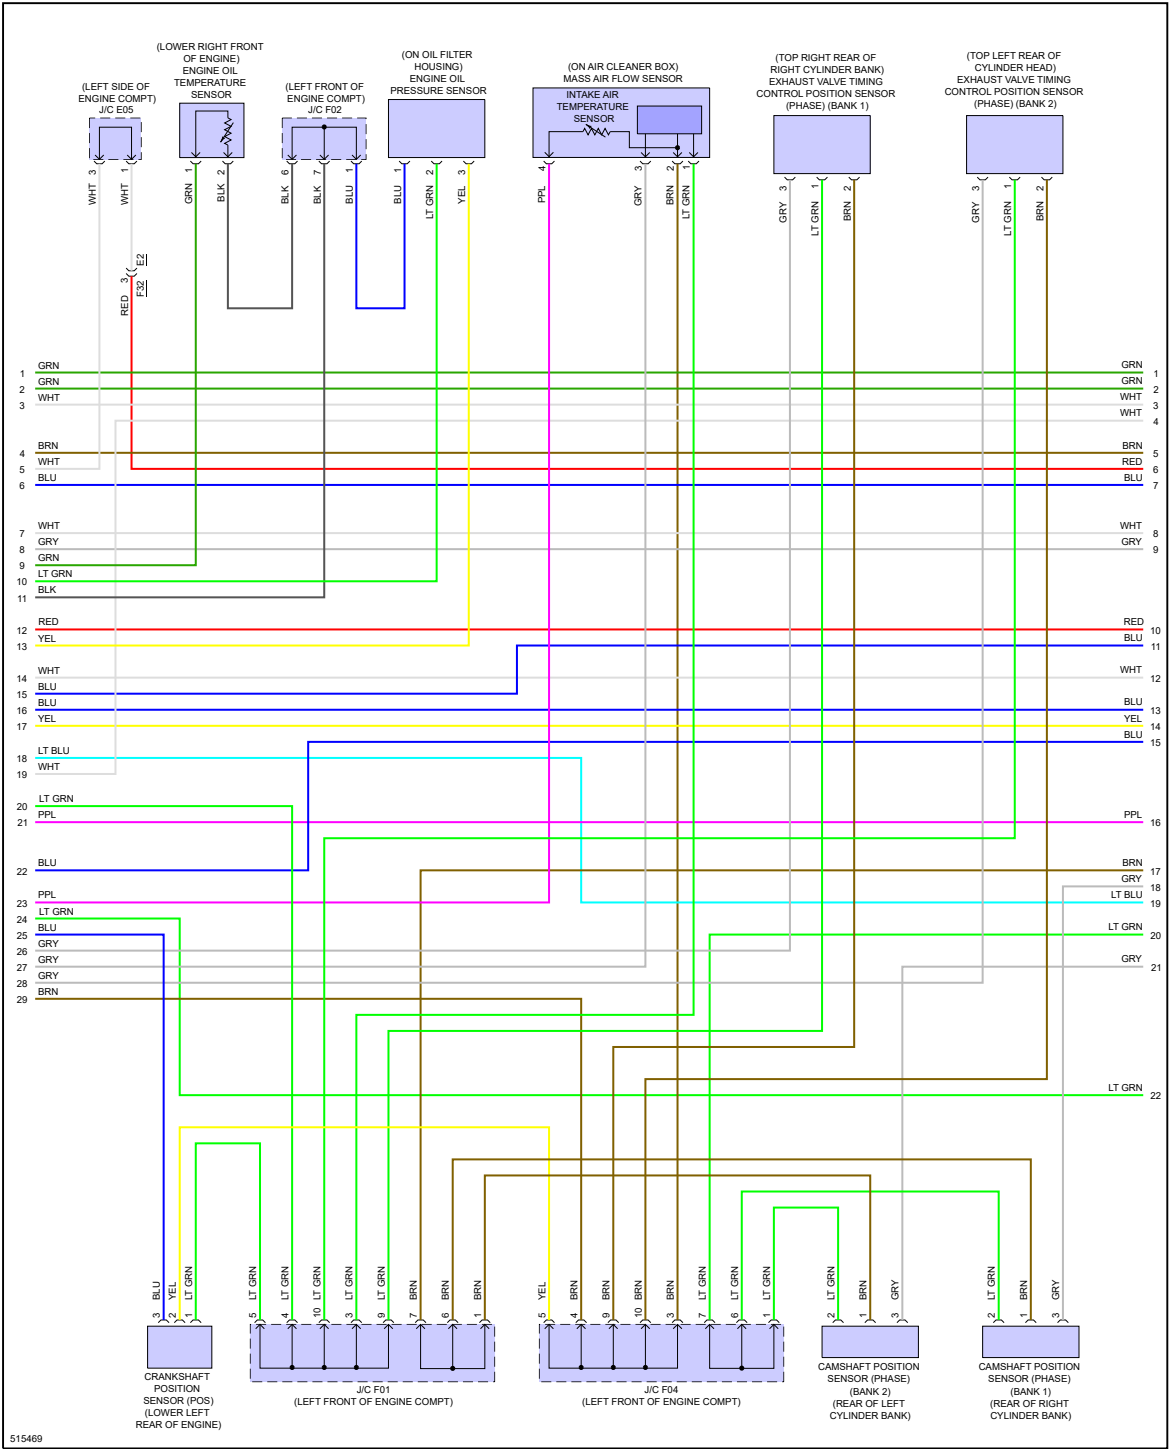 (LEFT SIDE OF
ENGINE COMPT)
J/C E05
(LOWER RIGHT FRONT
OF ENGINE)
ENGINE OIL
TEMPERATURE
SENSOR
(LEFT FRONT OF
ENGINE COMPT)
J/C F02
(ON OIL FILTER
HOUSING)
ENGINE OIL
PRESSURE SENSOR
(ON AIR CLEANER BOX)
MASS AIR FLOW SENSOR
INTAKE AIR
TEMPERATURE
SENSOR
(TOP RIGHT REAR OF
RIGHT CYLINDER BANK)
EXHAUST VALVE TIMING
CONTROL POSITION SENSOR
(PHASE) (BANK 1)
(TOP LEFT REAR OF
CYLINDER HEAD)
EXHAUST VALVE TIMING
CONTROL POSITION SENSOR
(PHASE) (BANK 2)
3 WHT
1 WHT
1 GRN
2 BLK
6 BLK
7 BLK
1 BLU
1 BLU
2 LT GRN
3 YEL
4 PPL
3 GRY
2 BRN
1 LT GRN
3 GRY
1 LT GRN
2 BRN
3 GRY
1 LT GRN
2 BRN
E2
3 F32
RED
1 GRN GRN 1
2 GRN GRN 2
3 WHT WHT 3
WHT 4
4 BRN BRN 5
5 WHT RED 6
6 BLU BLU 7
7 WHT WHT 8
8 GRY GRY 9
9 GRN
10 LT GRN
11 BLK
12 RED RED 10
13 YEL BLU 11
14 WHT WHT 12
15 BLU
16 BLU BLU 13
17 YEL YEL 14
BLU 15
18 LT BLU
19 WHT
20 LT GRN
21 PPL PPL 16
22 BLU BRN 17
GRY 18
23 PPL LT BLU 19
24 LT GRN
25 BLU LT GRN 20
26 GRY
27 GRY GRY 21
28 GRY
29 BRN
LT GRN 22
3 BLU
2 YEL
1 LT GRN
5 LT GRN
4 LT GRN
10 LT GRN
3 LT GRN
9 LT GRN
7 BRN
6 BRN
1 BRN
5 YEL
4 BRN
9 BRN
10 BRN
3 BRN
7 LT GRN
6 LT GRN
1 LT GRN
2 LT GRN
1 BRN
3 GRY
2 LT GRN
1 BRN
3 GRY
CRANKSHAFT
POSITION
SENSOR (POS)
(LOWER LEFT
REAR OF ENGINE)
J/C F01
(LEFT FRONT OF ENGINE COMPT)
J/C F04
(LEFT FRONT OF ENGINE COMPT)
CAMSHAFT POSITION
SENSOR (PHASE)
(BANK 2)
(REAR OF LEFT
CYLINDER BANK)
CAMSHAFT POSITION
SENSOR (PHASE)
(BANK 1)
(REAR OF RIGHT
CYLINDER BANK)
515469